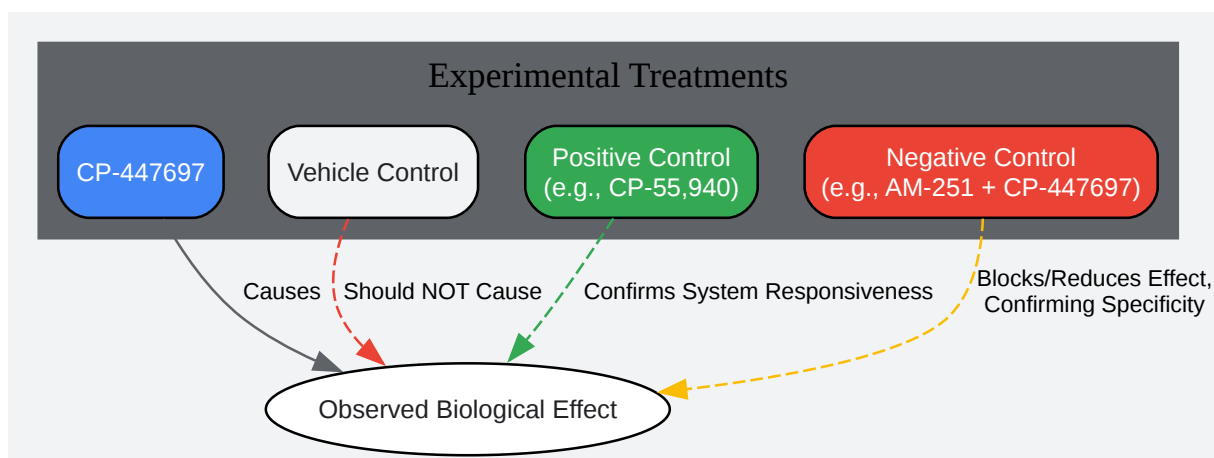 Experimental Treatments
CP-447697
Vehicle Control
Positive Control
(e.g., CP-55,940)
Negative Control
(e.g., AM-251 + CP-447697)
Causes
Should NOT Cause
Confirms System Responsiveness
Blocks/Reduces Effect,
Confirming Specificity
Observed Biological Effect